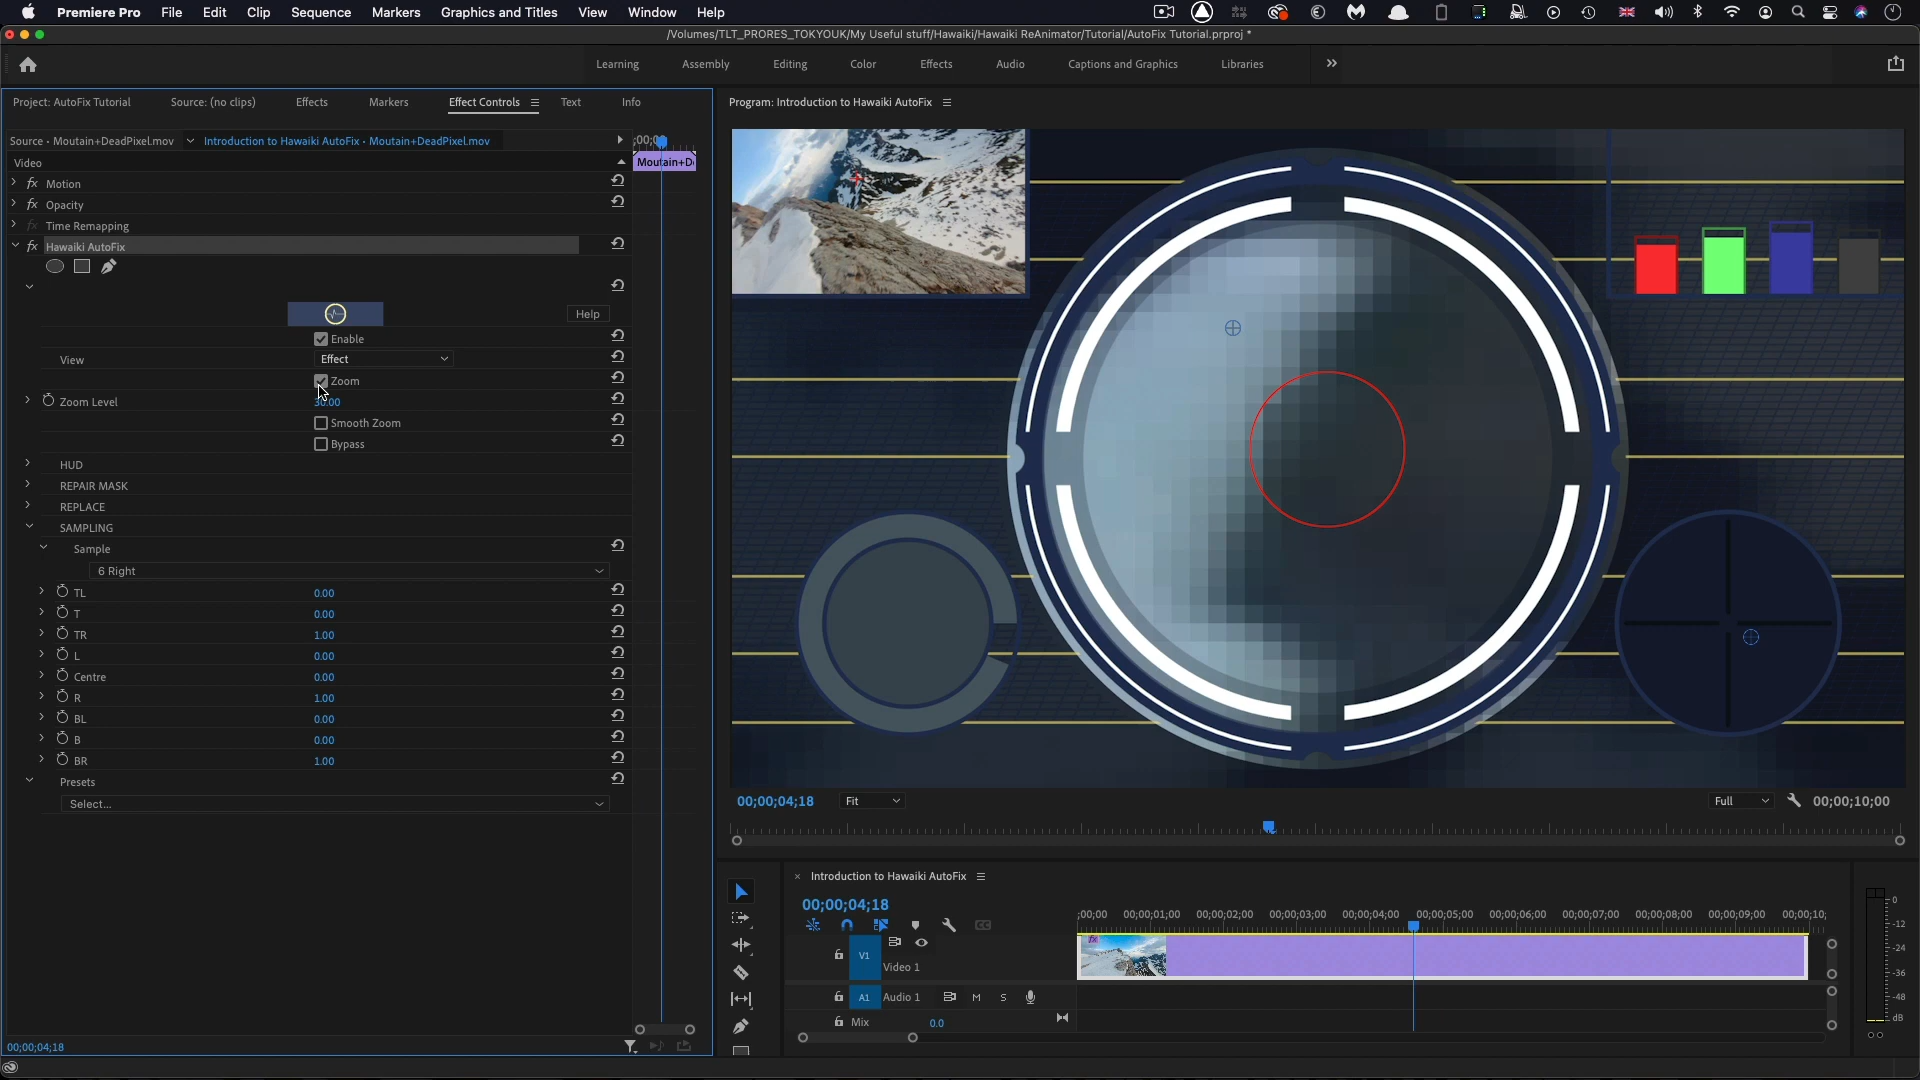 Premiere Pro File Edit Clip Sequence Markers Graphics and Titles View Window Help
/Volumes/TLT_PRORES_TOKYOUK/My Useful stuff/Hawaiki/Hawaiki ReAnimator/Tutorial/AutoFix Tutorial.prproj *
Learning Assembly Editing Color Effects Audio Captions and Graphics Libraries
Project: AutoFix Tutorial Source: (no clips) Effects Markers Effect Controls Text Info
Program: Introduction to Hawaiki AutoFix
Source · Moutain+DeadPixel.mov Introduction to Hawaiki AutoFix · Moutain+DeadPixel.mov
;00;00
Video
Moutain+D
fx Motion
fx Opacity
fx Time Remapping
fx Hawaiki AutoFix
Help
Enable
View Effect
Zoom
Zoom Level 30.00
Smooth Zoom
Bypass
HUD
REPAIR MASK
REPLACE
SAMPLING
Sample
6 Right
TL 0.00
T 0.00
TR 1.00
L 0.00
Centre 0.00
R 1.00
BL 0.00
B 0.00
BR 1.00
Presets
Select...
00;00;04;18
00;00;04;18 Fit Full 00;00;10;00
× Introduction to Hawaiki AutoFix
00;00;04;18
;00;00 00;00;01;00 00;00;02;00 00;00;03;00 00;00;04;00 00;00;05;00 00;00;06;00 00;00;07;00 00;00;08;00 00;00;09;00 00;00;10;
fx
V1 Video 1
A1 Audio 1 M S
Mix 0.0
0
-12
-24
-36
-48
dB